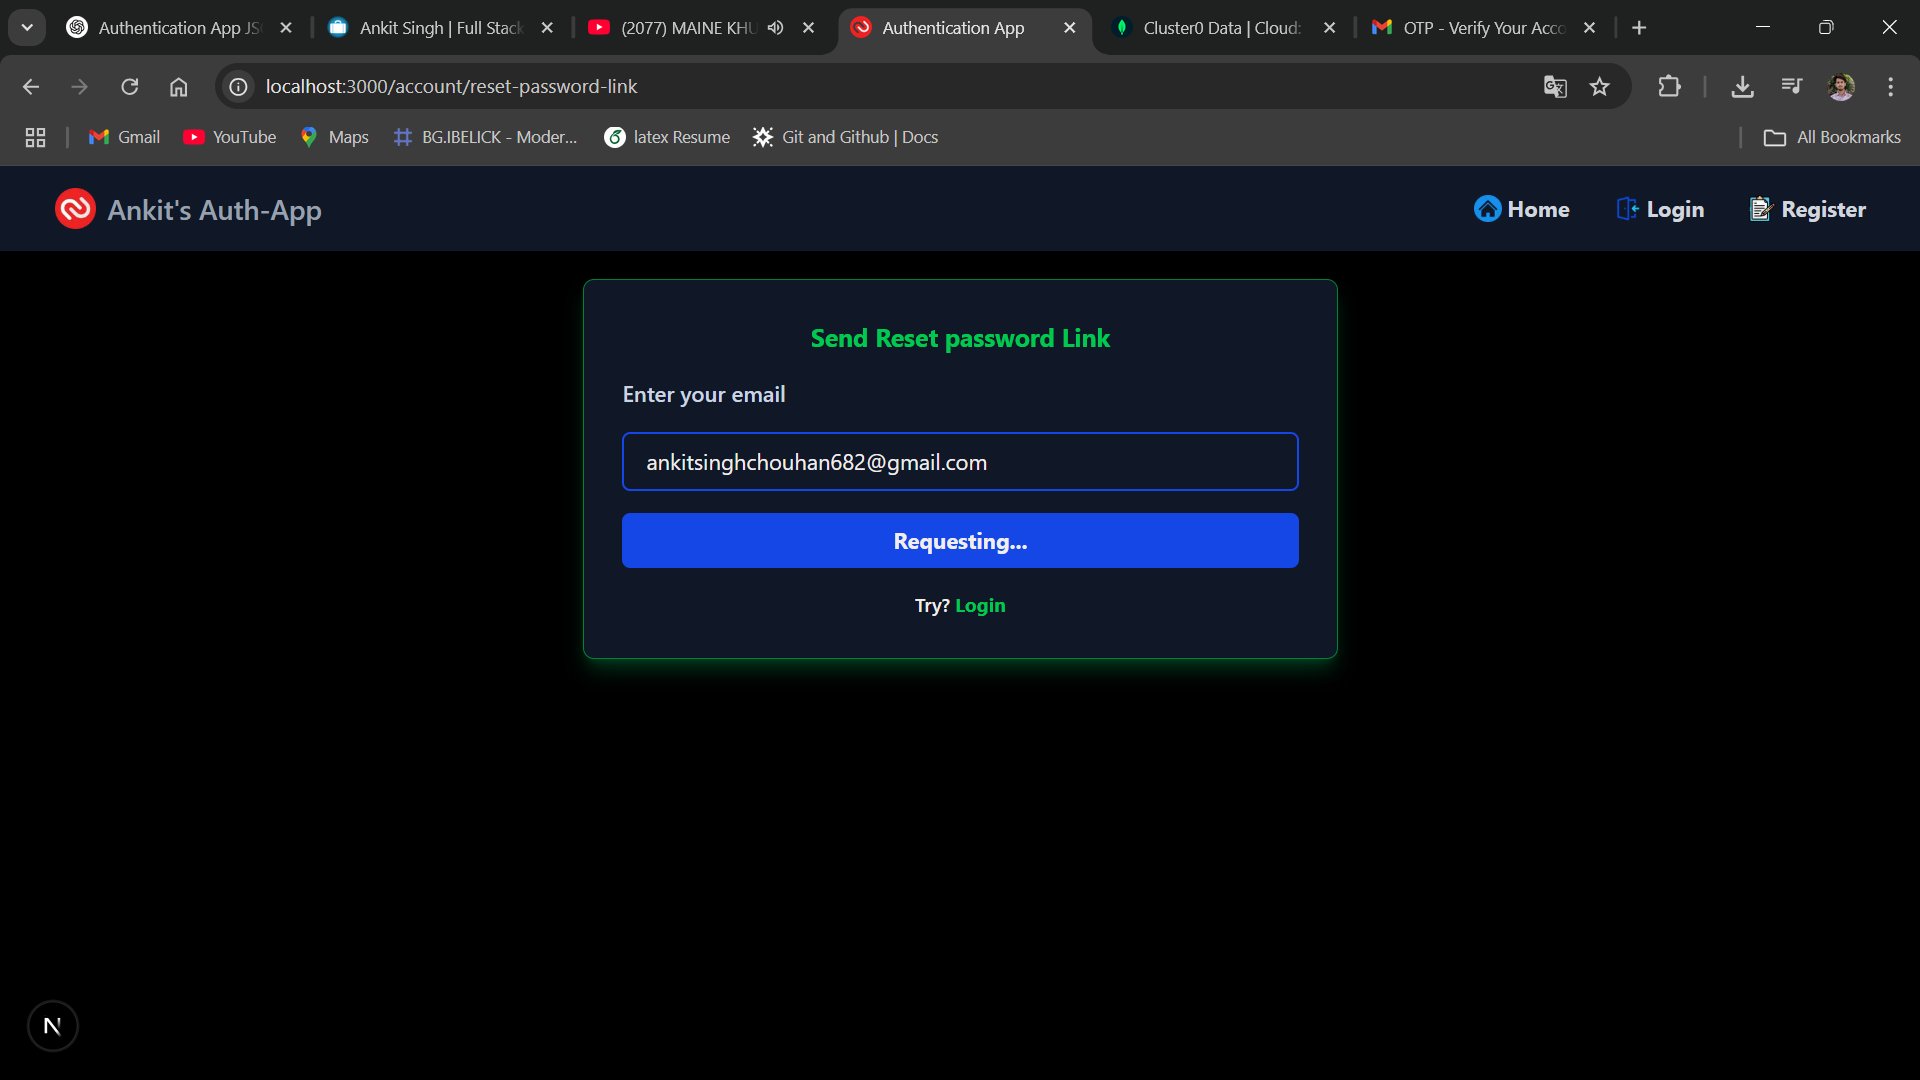 Authentication App JS
Ankit Singh | Full Stack
(2077) MAINE KHU
Authentication App
Cluster0 Data | Cloud:
OTP - Verify Your Acco
localhost:3000/account/reset-password-link
Gmail
YouTube
Maps
BG.IBELICK - Moder...
latex Resume
Git and Github | Docs
All Bookmarks
Ankit's Auth-App
Home
Login
Register
Send Reset password Link
Enter your email
ankitsinghchouhan682@gmail.com
Requesting...
Try? Login
N